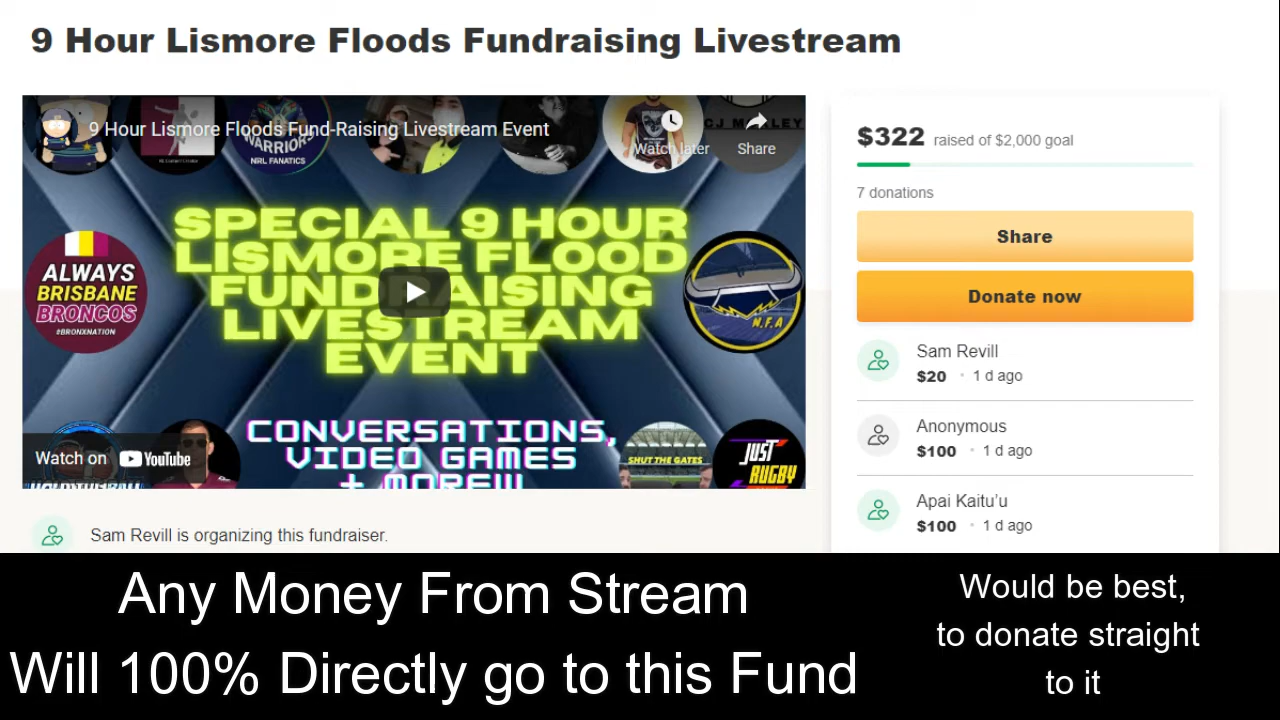 9 Hour Lismore Floods Fundraising Livestream
9 Hour Lismore Floods Fund-Raising Livestream Event
WARRIORS
NRL FANATICS
Watch later
Share
SPECIAL 9 HOUR
LISMORE FLOOD
FUNDRAISING
LIVESTREAM
EVENT
ALWAYS
BRISBANE
BRONCOS
#BRONXNATION
N.F.A
CONVERSATIONS,
VIDEO GAMES
+ MORE
SHUT THE GATES
JUST
RUGBY
Watch on YouTube
Sam Revill is organizing this fundraiser.
$322 raised of $2,000 goal
7 donations
Share
Donate now
Sam Revill
$20 · 1 d ago
Anonymous
$100 · 1 d ago
Apai Kaitu’u
$100 · 1 d ago
Any Money From Stream
Will 100% Directly go to this Fund
Would be best,
to donate straight
to it